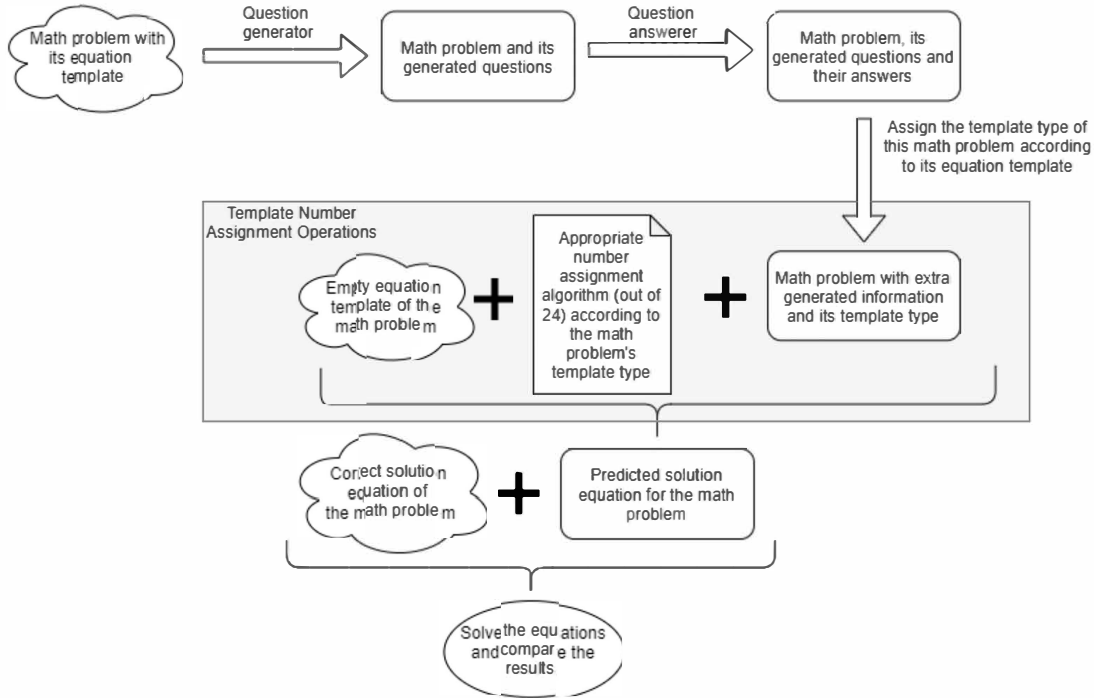 Math problem with
its equation
template
Question
generator
Math problem and its
generated questions
Question
answerer
Math problem, its
generated questions and
their answers
Assign the template type of
this math problem according
to its equation template
Template Number
Assignment Operations
Empty equation
template of the
math problem
Appropriate
number
assignment
algorithm (out of
24) according to
the math
problem's
template type
Math problem with extra
generated information
and its template type
Correct solution
equation of
the math problem
Predicted solution
equation for the math
problem
Solve the equations
and compare the
results